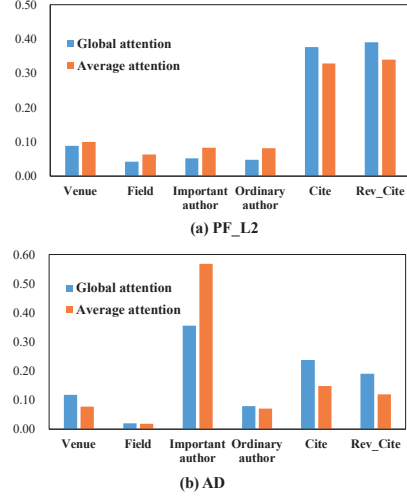 0.50
0.40
0.30
0.20
0.10
0.00
Global attention
Average attention
Venue Field Important author Ordinary author Cite Rev_Cite
(a) PF_L2
0.60
0.50
0.40
0.30
0.20
0.10
0.00
Global attention
Average attention
Venue Field Important author Ordinary author Cite Rev_Cite
(b) AD